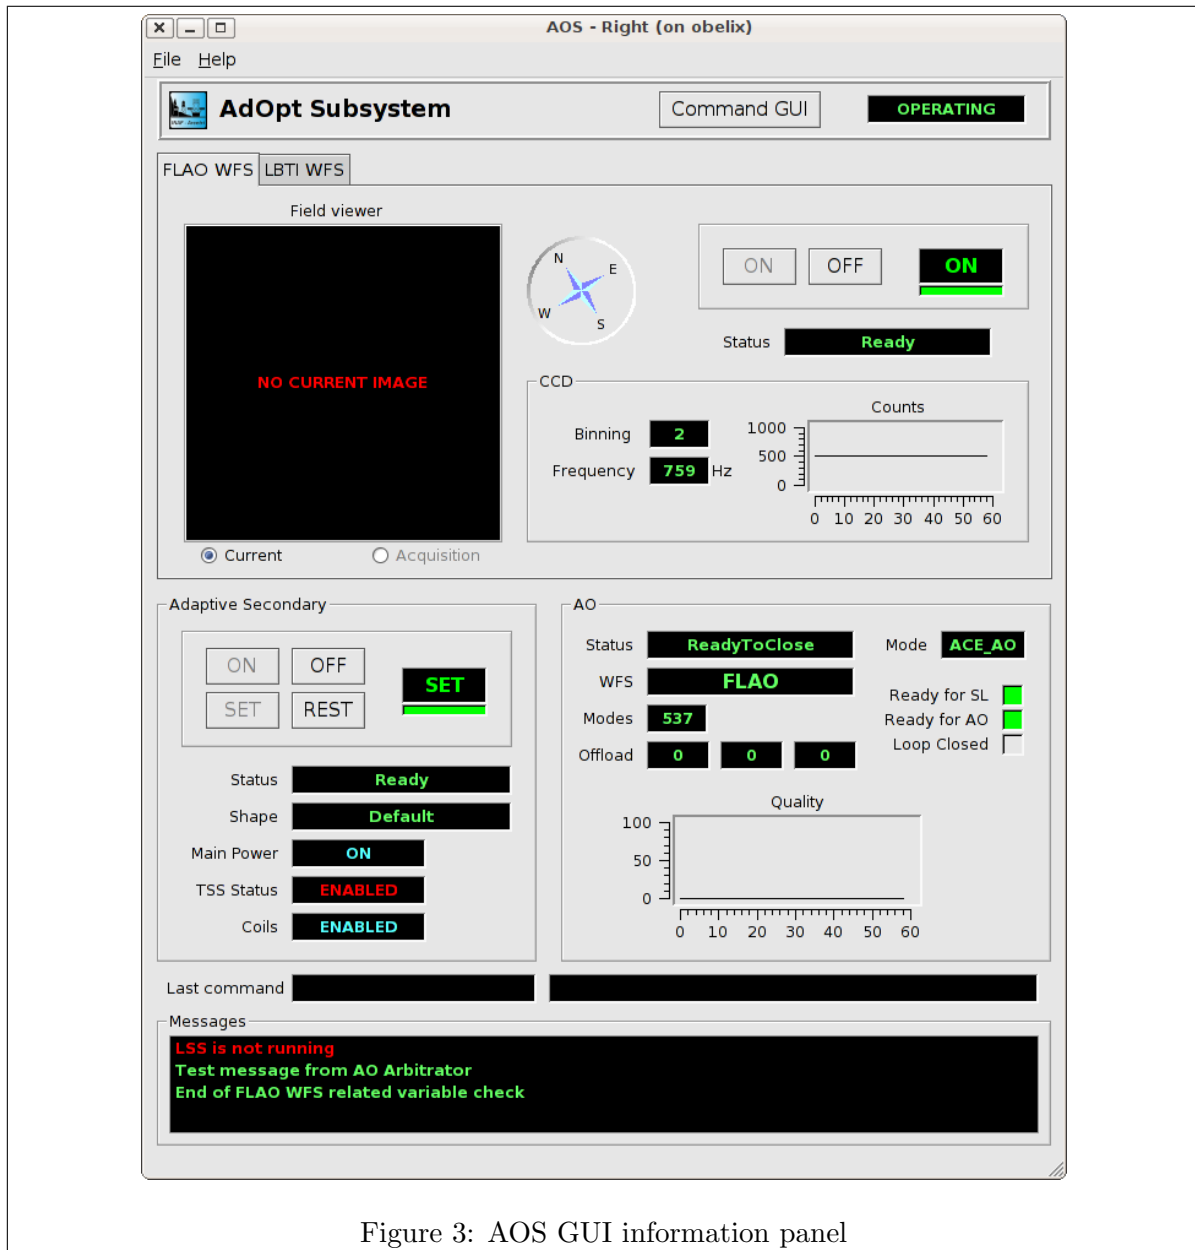 AOS - Right (on obelix)
File Help
AdOpt Subsystem
Command GUI
OPERATING
FLAO WFS
LBTI WFS
Field viewer
NO CURRENT IMAGE
Current
Acquisition
N
E
W
S
ON
OFF
ON
Status
Ready
CCD
Binning
2
Frequency
759
Hz
Counts
1000
500
0
0 10 20 30 40 50 60
Adaptive Secondary
ON
OFF
SET
REST
SET
Status
Ready
Shape
Default
Main Power
ON
TSS Status
ENABLED
Coils
ENABLED
AO
Status
ReadyToClose
Mode
ACE_AO
WFS
FLAO
Ready for SL
Modes
537
Ready for AO
Loop Closed
Offload
0
0
0
Quality
100
50
0
0 10 20 30 40 50 60
Last command
Messages
LSS is not running
Test message from AO Arbitrator
End of FLAO WFS related variable check
Figure 3: AOS GUI information panel